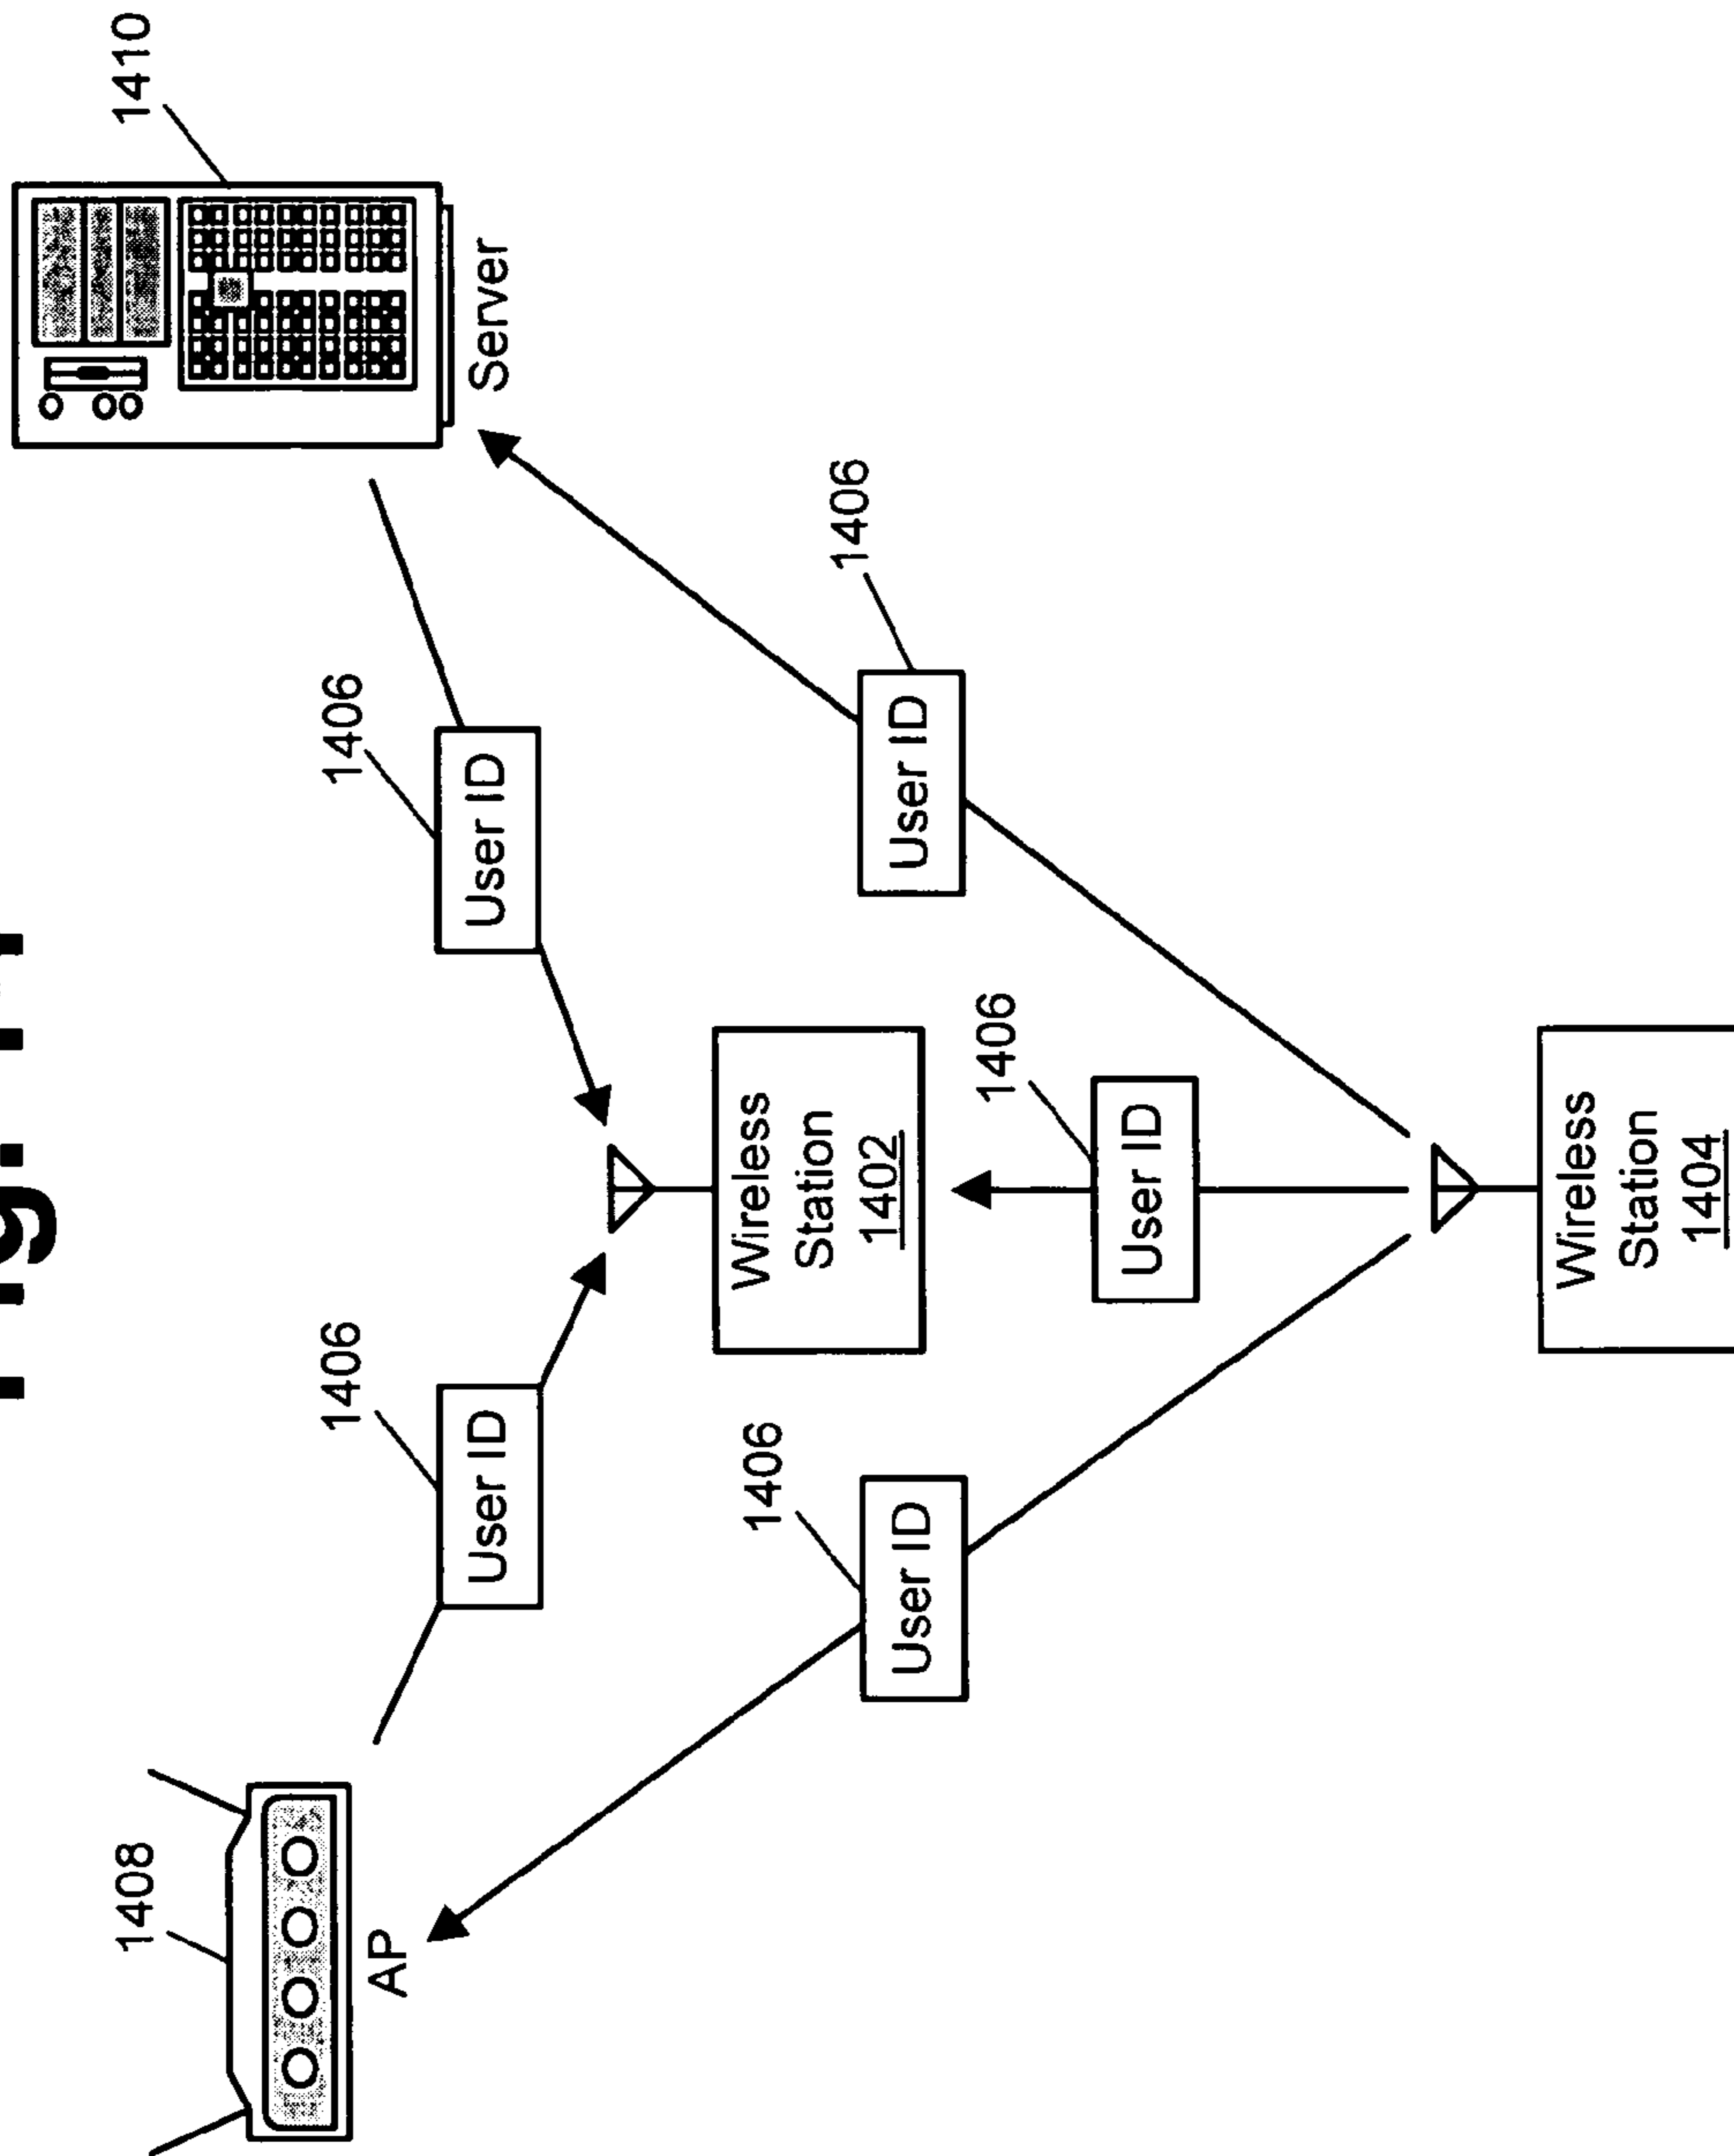 1408
1410
1406
1406
AP
User ID
User ID
Server
Wireless
Station
1402
1406
1406
User ID
User ID
1406
User ID
Wireless
Station
1404